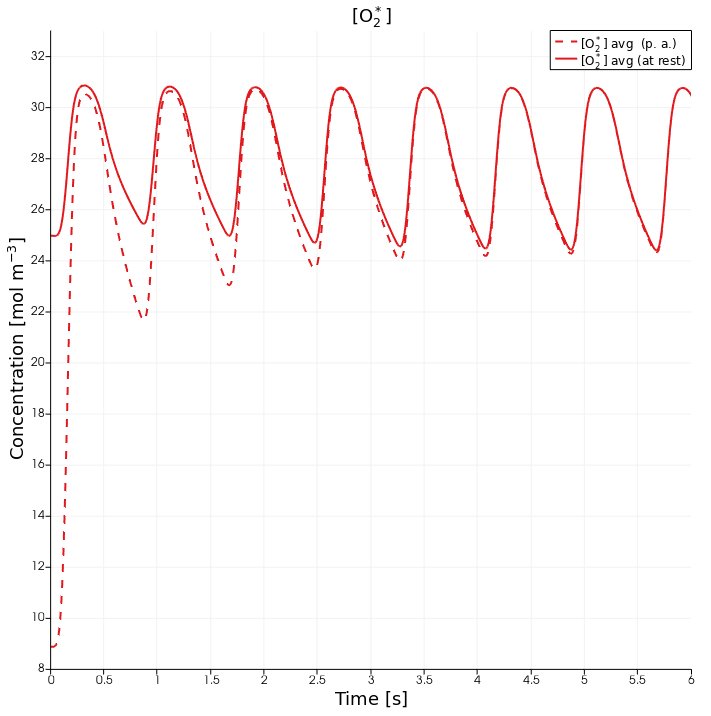 [O₂*]
[O₂*] avg (p. a.)
[O₂*] avg (at rest)
Concentration [mol m⁻³]
32
30
28
26
24
22
20
18
16
14
12
10
8
0 0.5 1 1.5 2 2.5 3 3.5 4 4.5 5 5.5 6
Time [s]